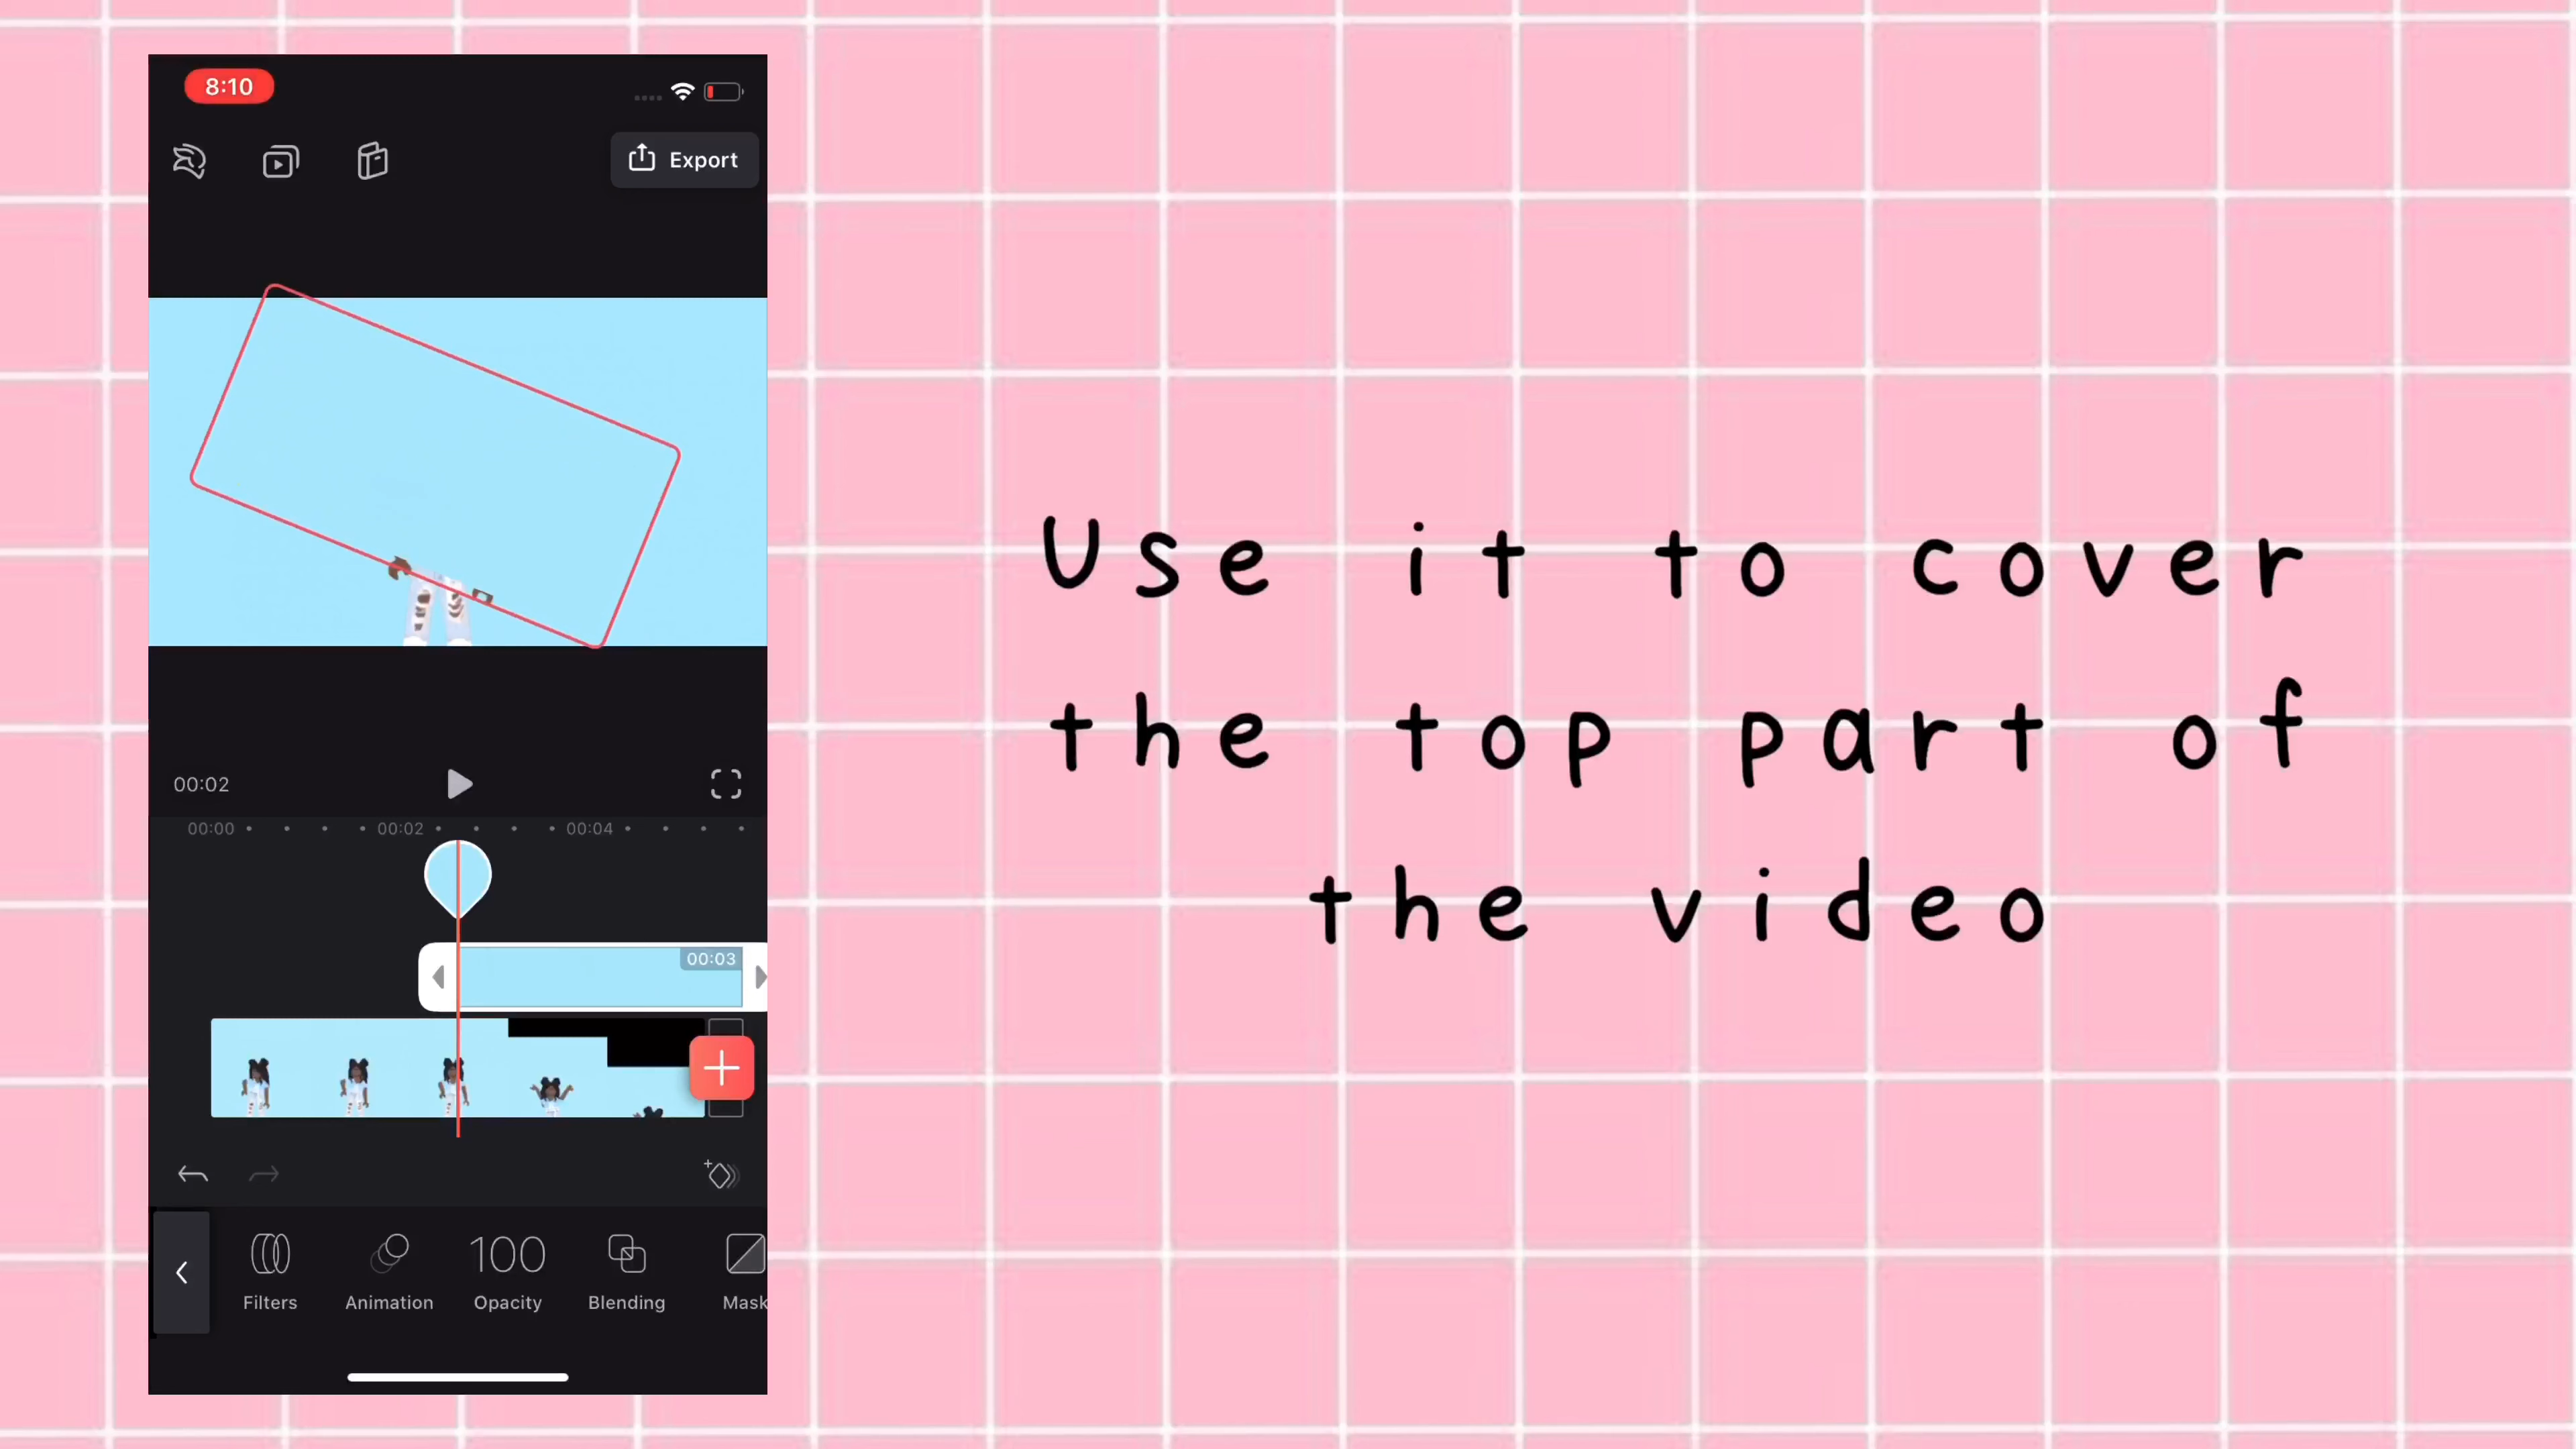 8:10
Export
00:02
00:00 00:02 00:04
00:03
Filters
100
Animation Opacity Blending Mask
Use it to cover
the top part of
the video